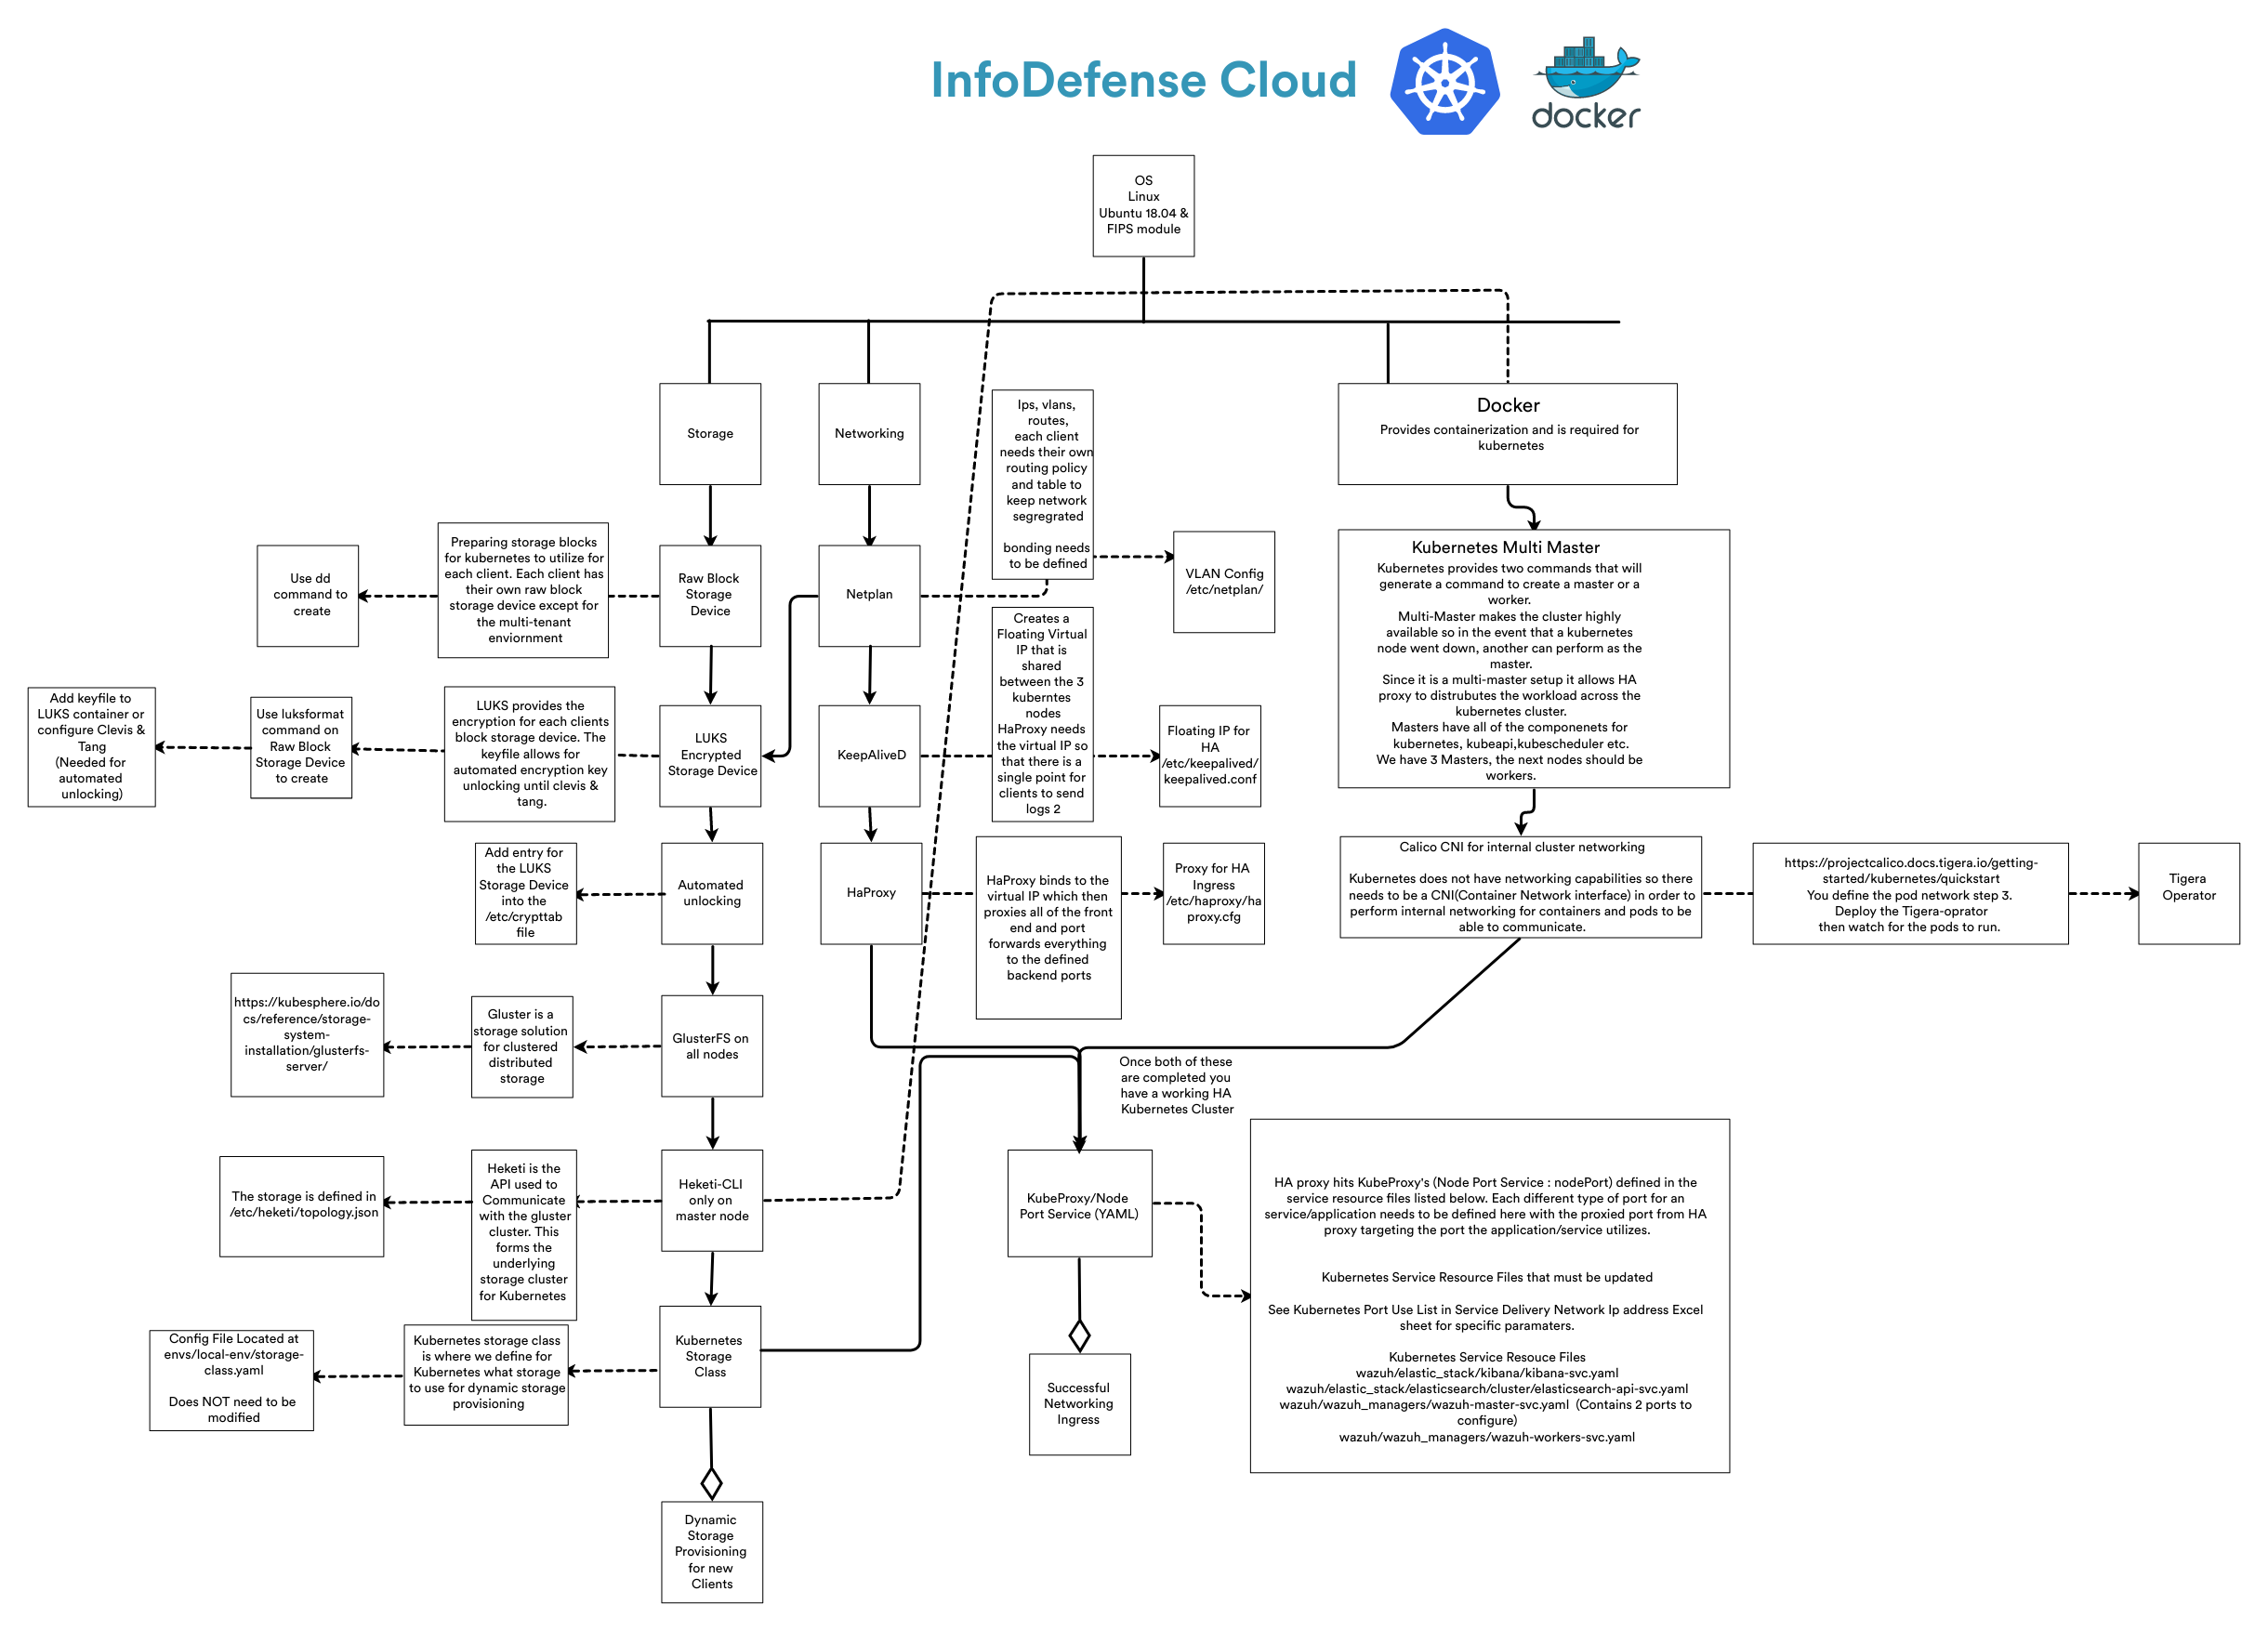 InfoDefense Cloud
docker
OS
Linux
Ubuntu 18.04 &
FIPS module
Storage
Networking
Ips, vlans,
routes,
each client
needs their own
routing policy
and table to
keep network
segregrated
bonding needs
to be defined
Docker
Provides containerization and is required for
kubernetes
Use dd
command to
create
Preparing storage blocks
for kubernetes to utilize for
each client. Each client has
their own raw block
storage device except for
the multi-tenant
enviornment
Raw Block
Storage
Device
Netplan
VLAN Config
/etc/netplan/
Kubernetes Multi Master
Kubernetes provides two commands that will
generate a command to create a master or a
worker.
Multi-Master makes the cluster highly
available so in the event that a kubernetes
node went down, another can perform as the
master.
Since it is a multi-master setup it allows HA
proxy to distrubutes the workload across the
kubernetes cluster.
Masters have all of the componenets for
kubernetes, kubeapi,kubescheduler etc.
We have 3 Masters, the next nodes should be
workers.
Add keyfile to
LUKS container or
configure Clevis &
Tang
(Needed for
automated
unlocking)
Use luksformat
command on
Raw Block
Storage Device
to create
LUKS provides the
encryption for each clients
block storage device. The
keyfile allows for
automated encryption key
unlocking until clevis &
tang.
LUKS
Encrypted
Storage Device
KeepAliveD
Creates a
Floating Virtual
IP that is
shared
between the 3
kuberntes
nodes
HaProxy needs
the virtual IP so
that there is a
single point for
clients to send
logs 2
Floating IP for
HA
/etc/keepalived/
keepalived.conf
Add entry for
the LUKS
Storage Device
into the
/etc/crypttab
file
Automated
unlocking
HaProxy
HaProxy binds to the
virtual IP which then
proxies all of the front
end and port
forwards everything
to the defined
backend ports
Proxy for HA
Ingress
/etc/haproxy/ha
proxy.cfg
Calico CNI for internal cluster networking
Kubernetes does not have networking capabilities so there
needs to be a CNI(Container Network interface) in order to
perform internal networking for containers and pods to be
able to communicate.
https://projectcalico.docs.tigera.io/getting-
started/kubernetes/quickstart
You define the pod network step 3.
Deploy the Tigera-oprator
then watch for the pods to run.
Tigera
Operator
https://kubesphere.io/do
cs/reference/storage-
system-
installation/glusterfs-
server/
Gluster is a
storage solution
for clustered
distributed
storage
GlusterFS on
all nodes
Once both of these
are completed you
have a working HA
Kubernetes Cluster
The storage is defined in
/etc/heketi/topology.json
Heketi is the
API used to
Communicate
with the gluster
cluster. This
forms the
underlying
storage cluster
for Kubernetes
Heketi-CLI
only on
master node
KubeProxy/Node
Port Service (YAML)
HA proxy hits KubeProxy's (Node Port Service : nodePort) defined in the
service resource files listed below. Each different type of port for an
service/application needs to be defined here with the proxied port from HA
proxy targeting the port the application/service utilizes.
Kubernetes Service Resource Files that must be updated
See Kubernetes Port Use List in Service Delivery Network Ip address Excel
sheet for specific paramaters.
Kubernetes Service Resouce Files
wazuh/elastic_stack/kibana/kibana-svc.yaml
wazuh/elastic_stack/elasticsearch/cluster/elasticsearch-api-svc.yaml
wazuh/wazuh_managers/wazuh-master-svc.yaml (Contains 2 ports to
configure)
wazuh/wazuh_managers/wazuh-workers-svc.yaml
Config File Located at
envs/local-env/storage-
class.yaml
Does NOT need to be
modified
Kubernetes storage class
is where we define for
Kubernetes what storage
to use for dynamic storage
provisioning
Kubernetes
Storage
Class
Successful
Networking
Ingress
Dynamic
Storage
Provisioning
for new
Clients